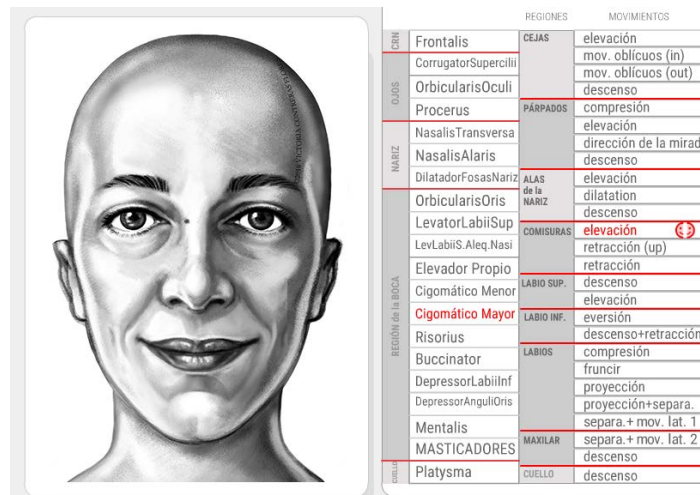 REGIONES
MOVIMIENTOS
CRN
Frontalis
OJOS
CorrugatorSupercilii
OrbicularisOculi
Procerus
NARIZ
NasalisTransversa
NasalisAlaris
DilatadorFosasNariz
REGIÓN de la BOCA
OrbicularisOris
LevatorLabiiSup
LevLabiiS.Aleq.Nasi
Elevador Propio
Cigomático Menor
Cigomático Mayor
Risorius
Buccinator
DepressorLabiiInf
DepressorAnguliOris
Mentalis
MASTICADORES
CUELLO
Platysma
CEJAS
elevación
mov. oblícuos (in)
mov. oblícuos (out)
descenso
PÁRPADOS
compresión
elevación
dirección de la mirad
descenso
ALAS
de la
NARIZ
elevación
dilatation
descenso
COMISURAS
elevación
retracción (up)
retracción
LABIO SUP.
descenso
elevación
LABIO INF.
eversión
descenso+retracción
LABIOS
compresión
fruncir
proyección
proyección+separa.
separa.+ mov. lat. 1
MAXILAR
separa.+ mov. lat. 2
descenso
CUELLO
descenso